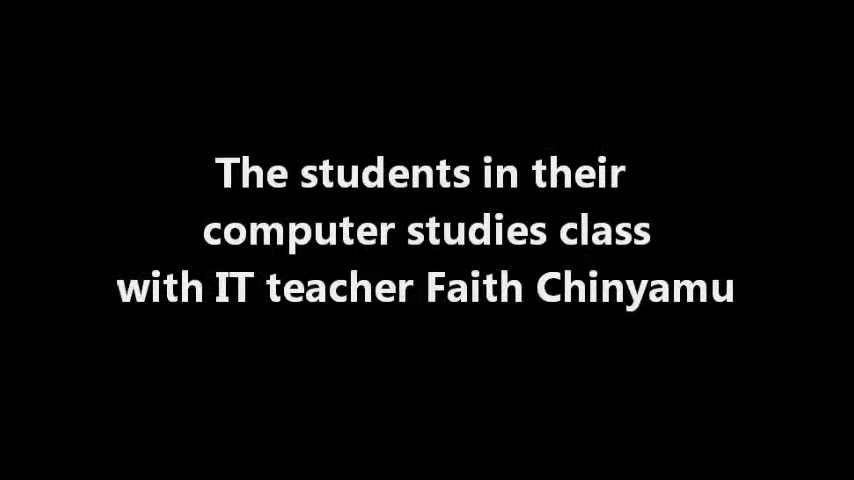 The students in their
computer studies class
with IT teacher Faith Chinyamu